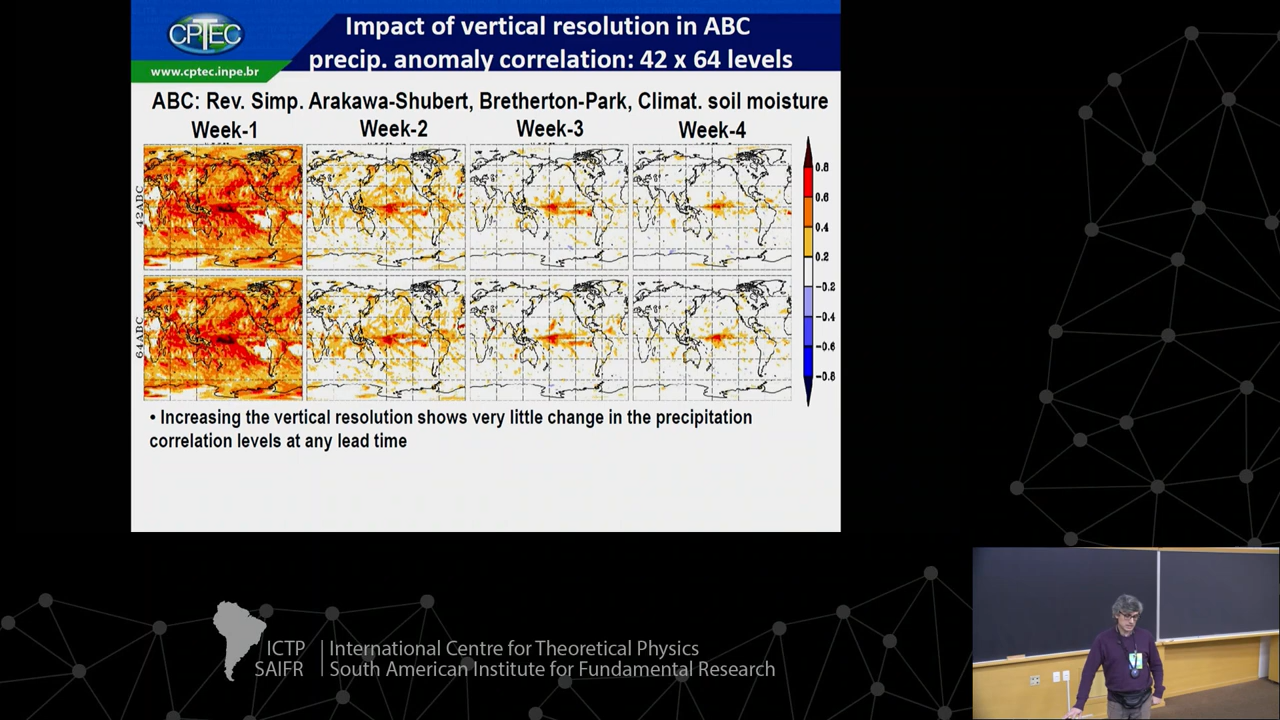 CPTEC
www.cptec.inpe.br
Impact of vertical resolution in ABC
precip. anomaly correlation: 42 x 64 levels
ABC: Rev. Simp. Arakawa-Shubert, Bretherton-Park, Climat. soil moisture
Week-1 Week-2 Week-3 Week-4
42ABC
64ABC
0.8
0.6
0.4
0.2
-0.2
-0.4
-0.6
-0.8
• Increasing the vertical resolution shows very little change in the precipitation
correlation levels at any lead time
ICTP International Centre for Theoretical Physics
SAIFR South American Institute for Fundamental Research